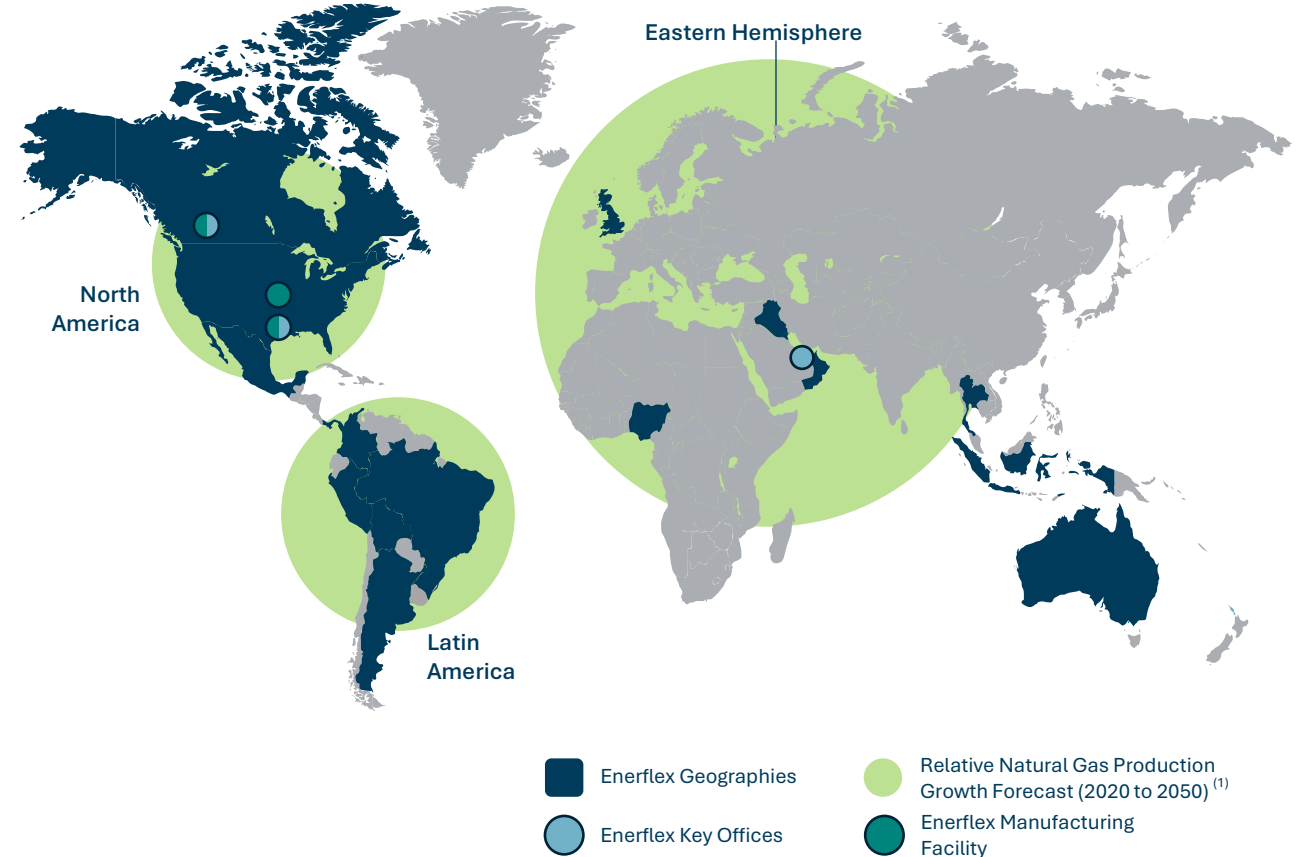 Eastern Hemisphere
North
America
Latin
America
Enerflex Geographies
Relative Natural Gas Production
Growth Forecast (2020 to 2050) (1)
Enerflex Key Offices
Enerflex Manufacturing
Facility